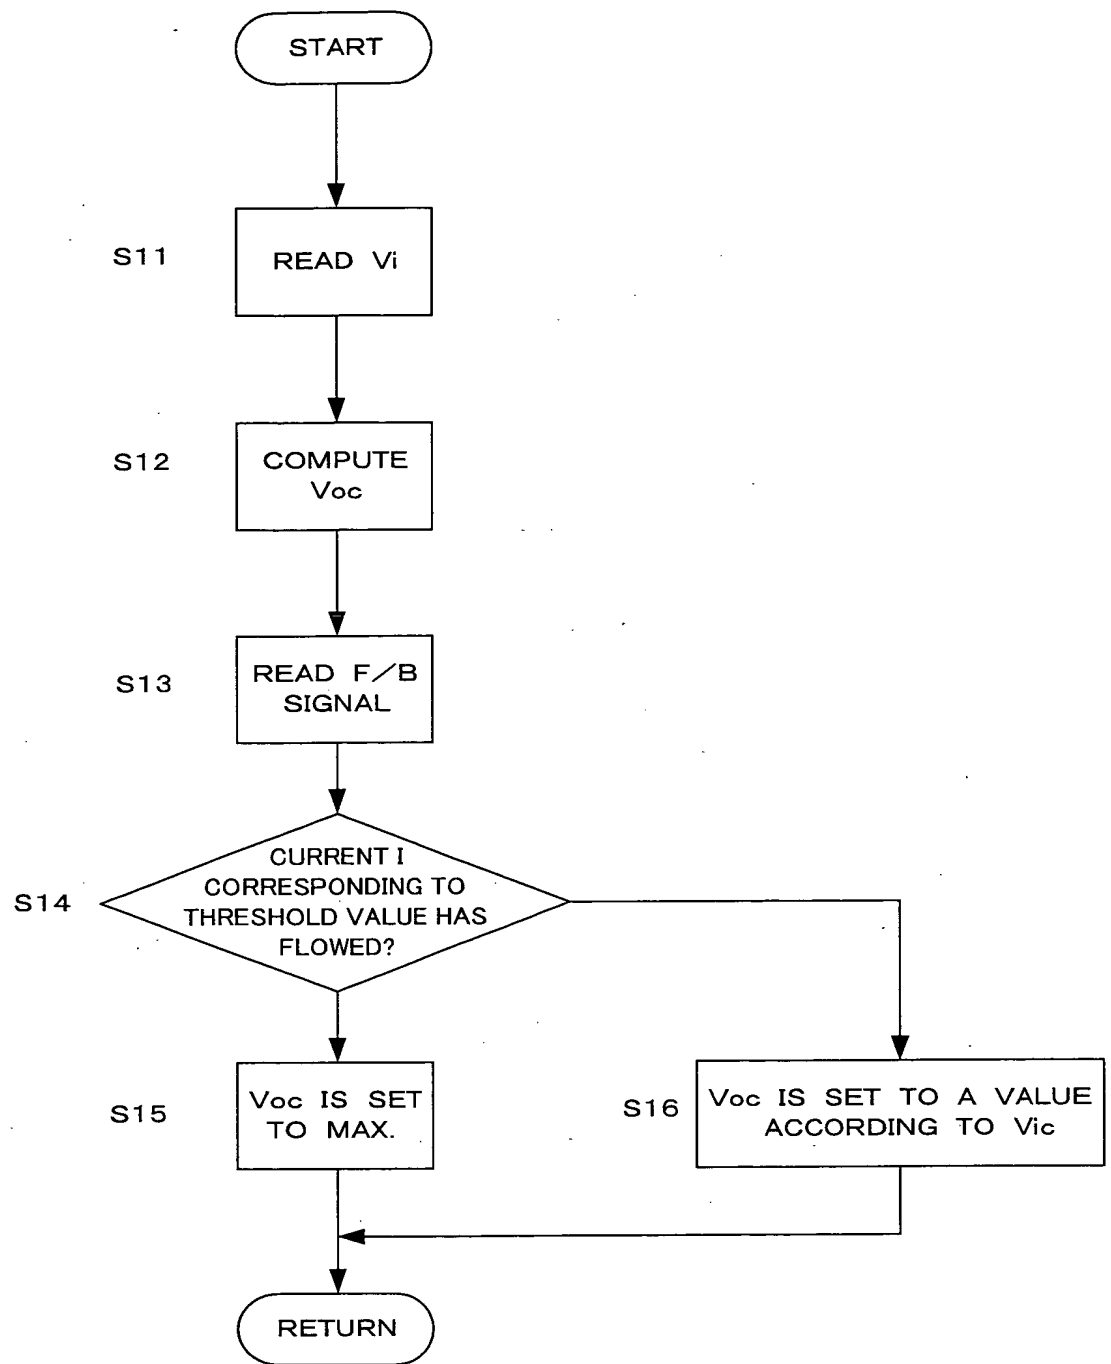 START
S11
READ Vi
S12
COMPUTE
Voc
S13
READ F/B
SIGNAL
S14
CURRENT I
CORRESPONDING TO
THRESHOLD VALUE HAS
FLOWED?
S15
Voc IS SET
TO MAX.
S16
Voc IS SET TO A VALUE
ACCORDING TO Vic
RETURN